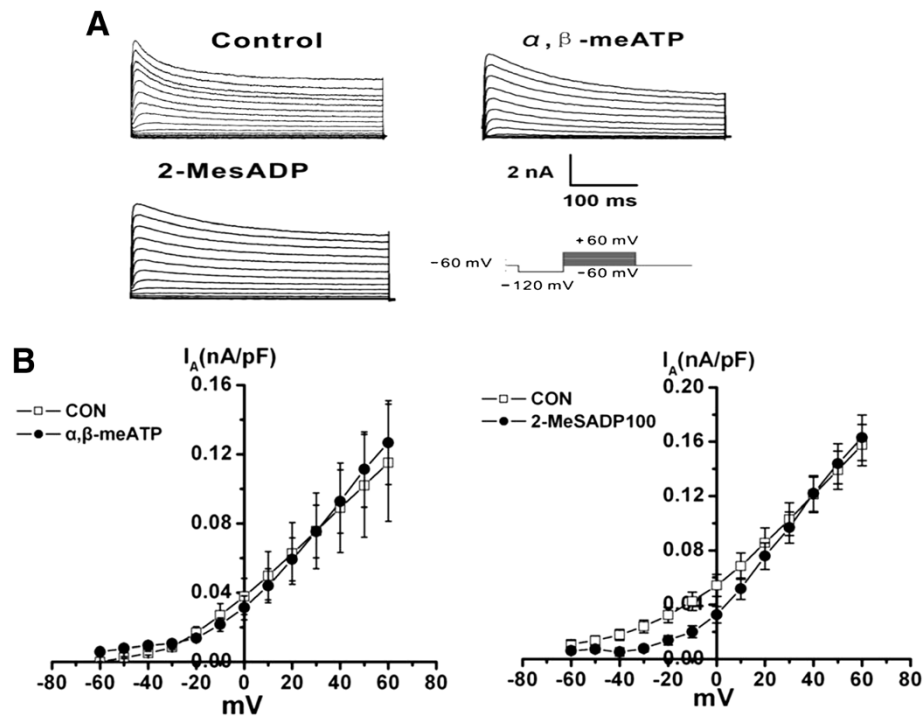 A
Control
α, β-meATP
2-MesADP
2 nA
100 ms
+60 mV
−60 mV
−60 mV
−120 mV
B
I_A(nA/pF)
CON
α,β-meATP
0.16
0.12
0.08
0.04
0.00
-80 -60 -40 -20 0 20 40 60 80
mV
I_A(nA/pF)
CON
2-MeSADP100
0.20
0.16
0.12
0.08
0.04
0.00
-80 -60 -40 -20 0 20 40 60 80
mV